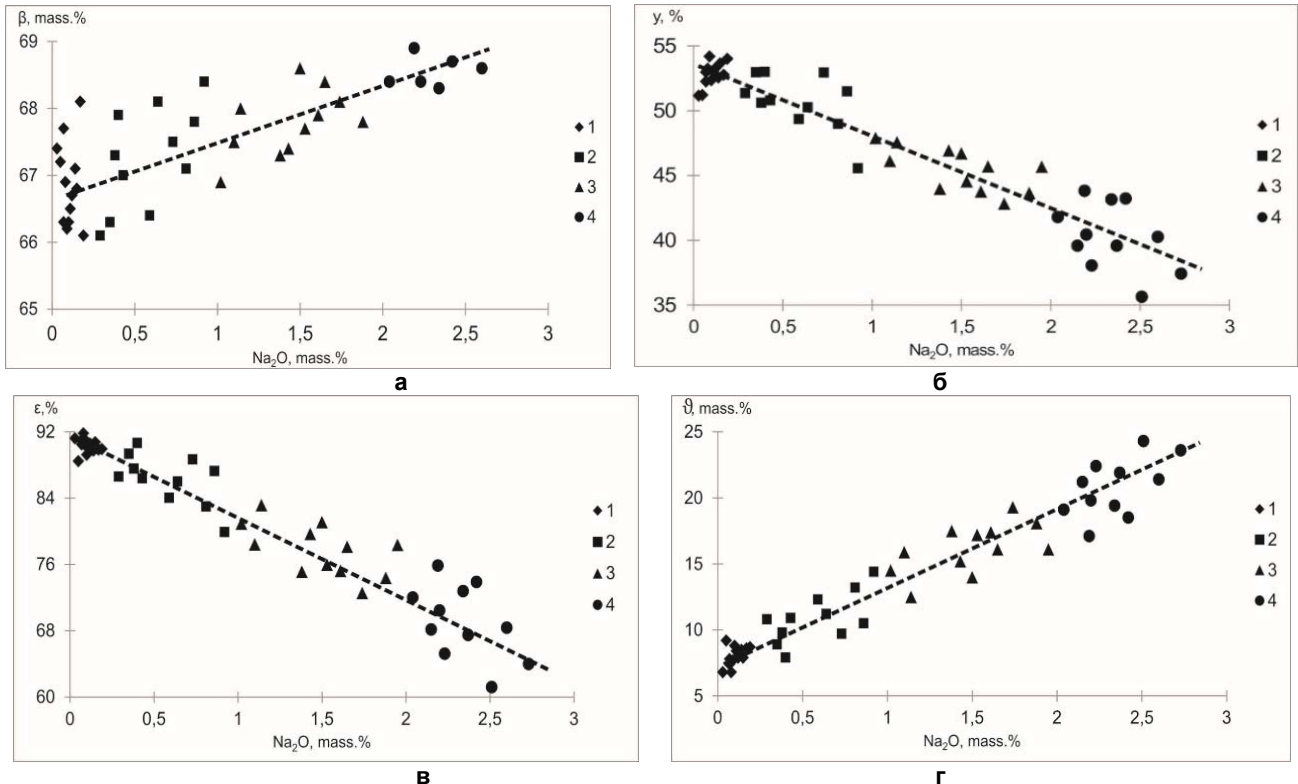 β, mass.%
69
68
67
66
65
0 0,5 1 1,5 2 2,5 3
Na₂O, mass.%
1
2
3
4
а
y, %
55
50
45
40
35
0 0,5 1 1,5 2 2,5 3
Na₂O, mass.%
1
2
3
4
б
ε,%
92
84
76
68
60
0 0,5 1 1,5 2 2,5 3
Na₂O, mass.%
1
2
3
4
в
ϑ, mass.%
25
20
15
10
5
0 0,5 1 1,5 2 2,5 3
Na₂O, mass.%
1
2
3
4
г